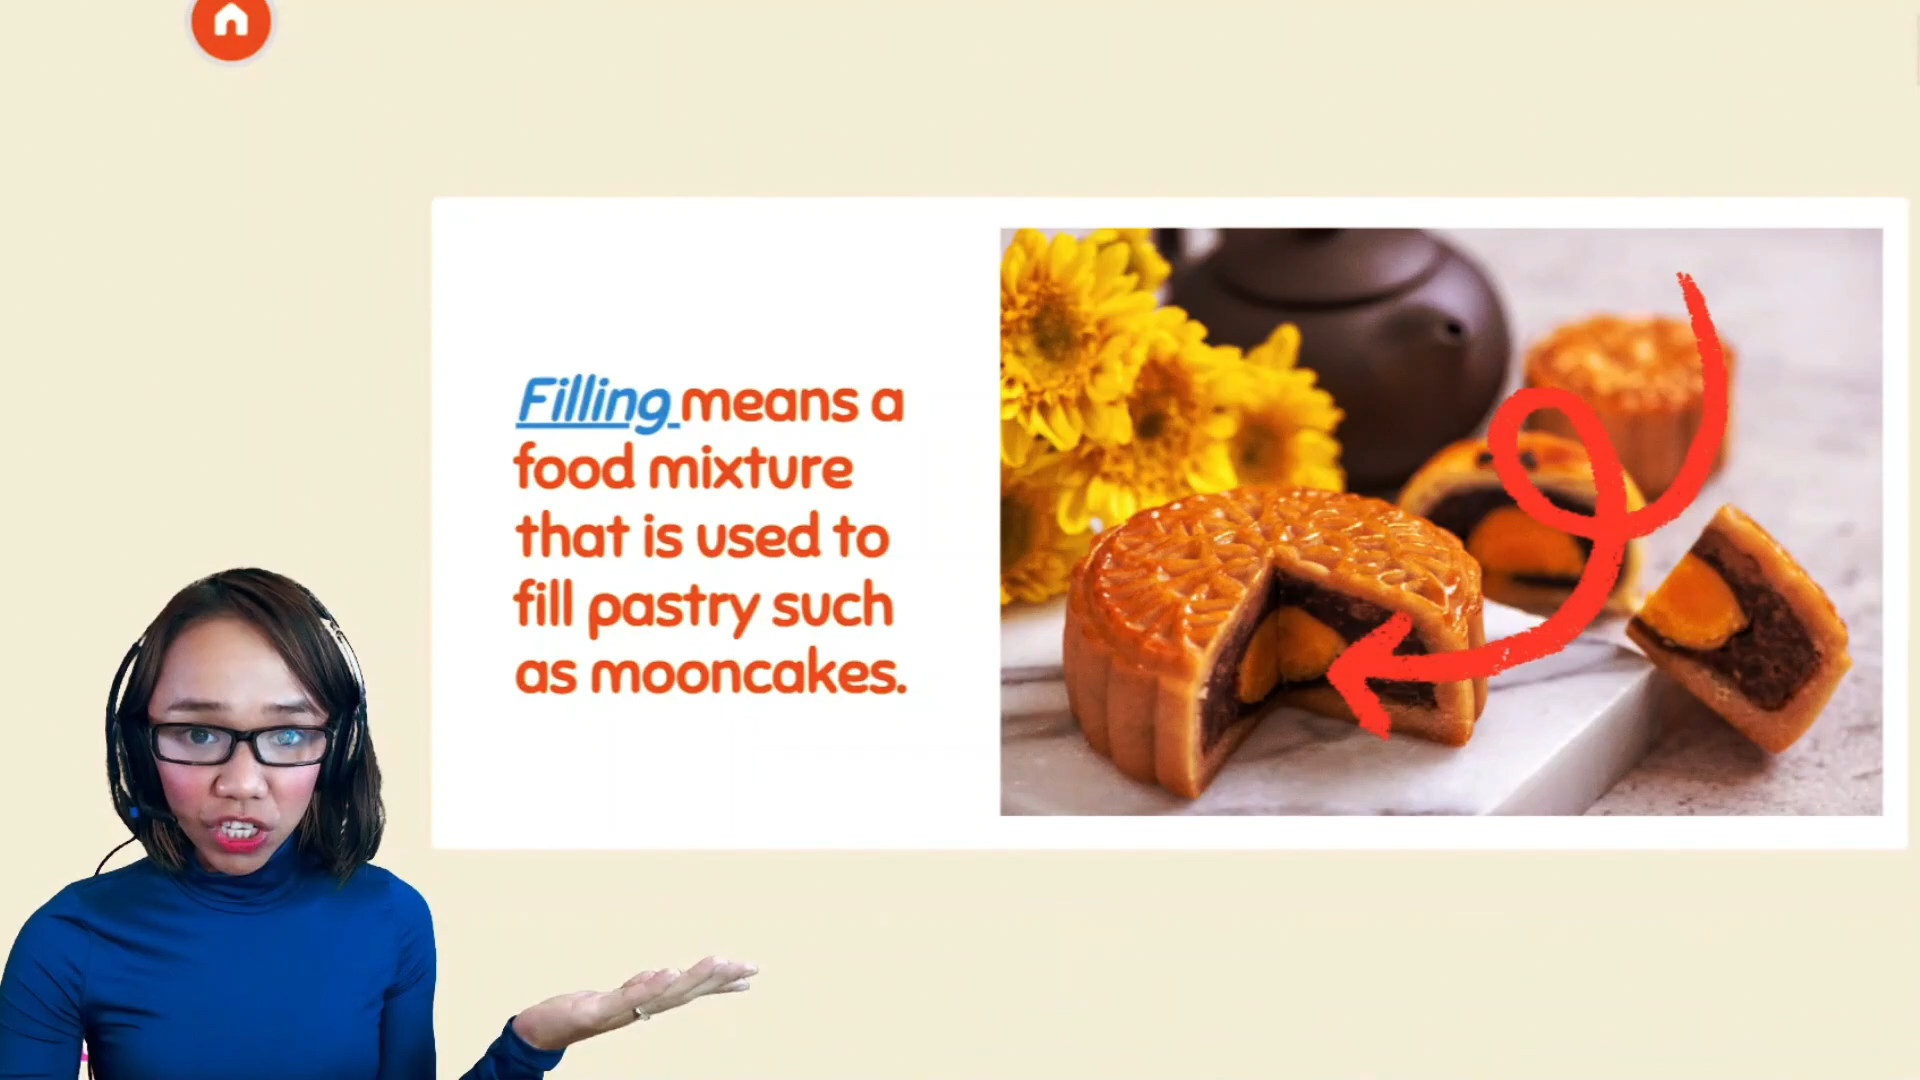 Filling means a
food mixture
that is used to
fill pastry such
as mooncakes.